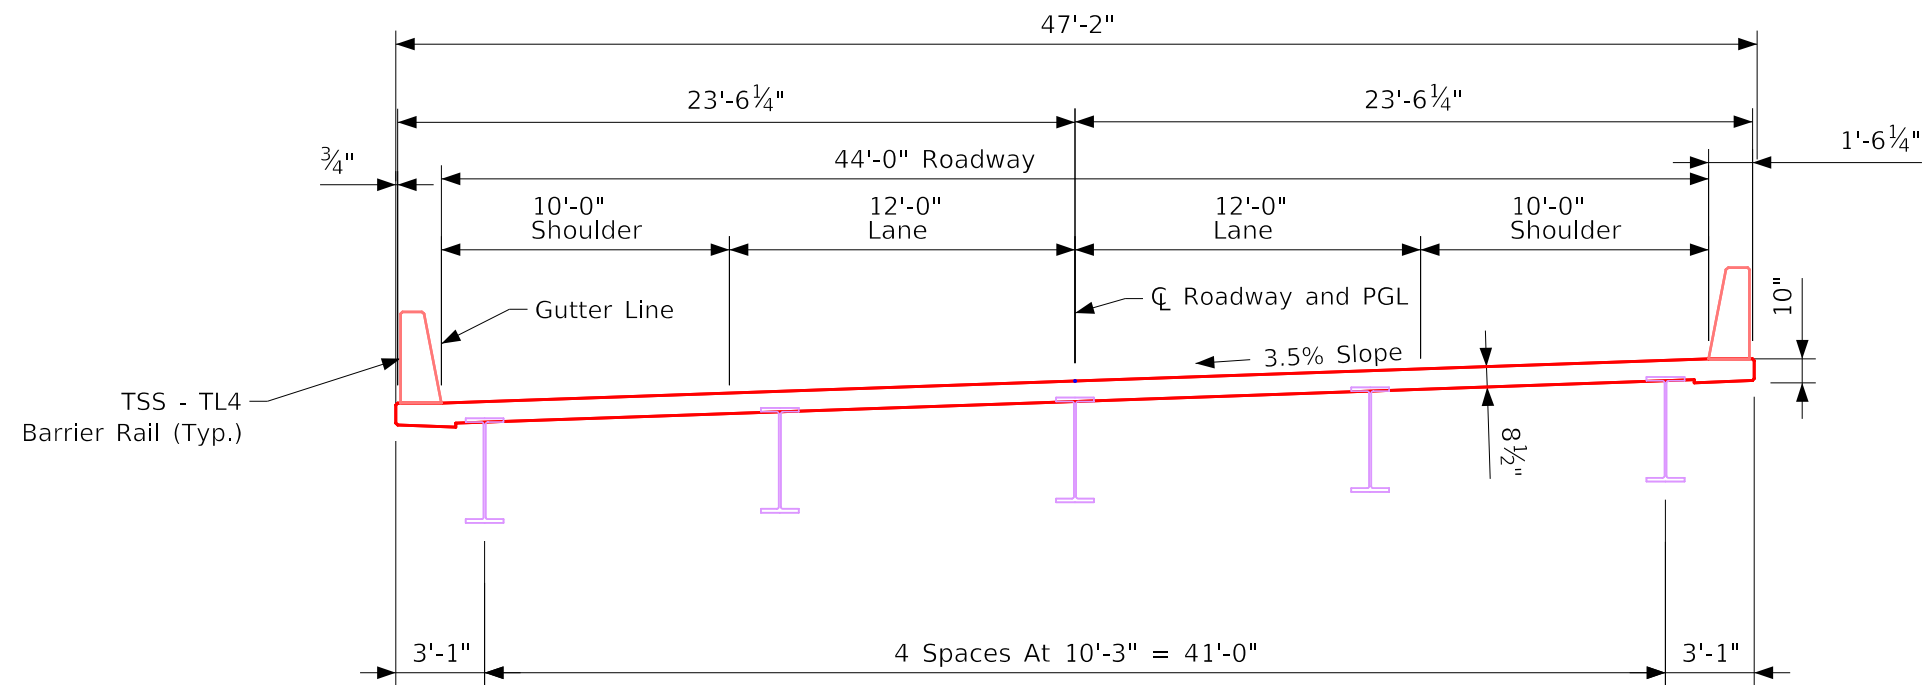 47'-2"
23'-6¼"
23'-6¼"
¾"
44'-0" Roadway
1'-6¼"
10'-0"
Shoulder
12'-0"
Lane
12'-0"
Lane
10'-0"
Shoulder
Gutter Line
℄ Roadway and PGL
10"
3.5% Slope
TSS - TL4
Barrier Rail (Typ.)
8½"
3'-1"
4 Spaces At 10'-3" = 41'-0"
3'-1"